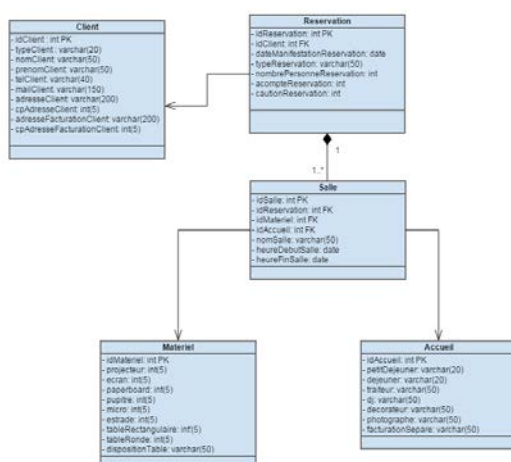 Client
- idClient : int PK
- typeClient : varchar(20)
- nomClient : varchar(50)
- prenomClient : varchar(50)
- telClient : varchar(40)
- mailClient : varchar(150)
- adresseClient : varchar(200)
- cpAdresseClient : int(5)
- adresseFacturationClient : varchar(200)
- cpAdresseFacturationClient : int(5)
Reservation
- idReservation : int PK
- idClient : int FK
- dateManifestationReservation : date
- typeReservation : varchar(50)
- nombrePersonneReservation : int
- acompteReservation : int
- cautionReservation : int
1
1..*
Salle
- idSalle: int PK
- idReservation: int FK
- idMateriel: int FK
- idAccueil: int FK
- nomSalle: varchar(50)
- heureDebutSalle : date
- heureFinSalle : date
Materiel
- idMateriel: int PK
- projecteur: int(5)
- ecran: int(5)
- paperboard: int(5)
- pupitre: int(5)
- micro: int(5)
- estrade: int(5)
- tableRectangulaire: int(5)
- tableRonde: int(5)
- dispositionTable: varchar(50)
Accueil
- idAccueil: int PK
- petitDejeuner: varchar(20)
- dejeuner: varchar(20)
- traiteur: varchar(50)
- dj: varchar(50)
- decorateur: varchar(50)
- photographe: varchar(50)
- facturationSepare: varchar(50)